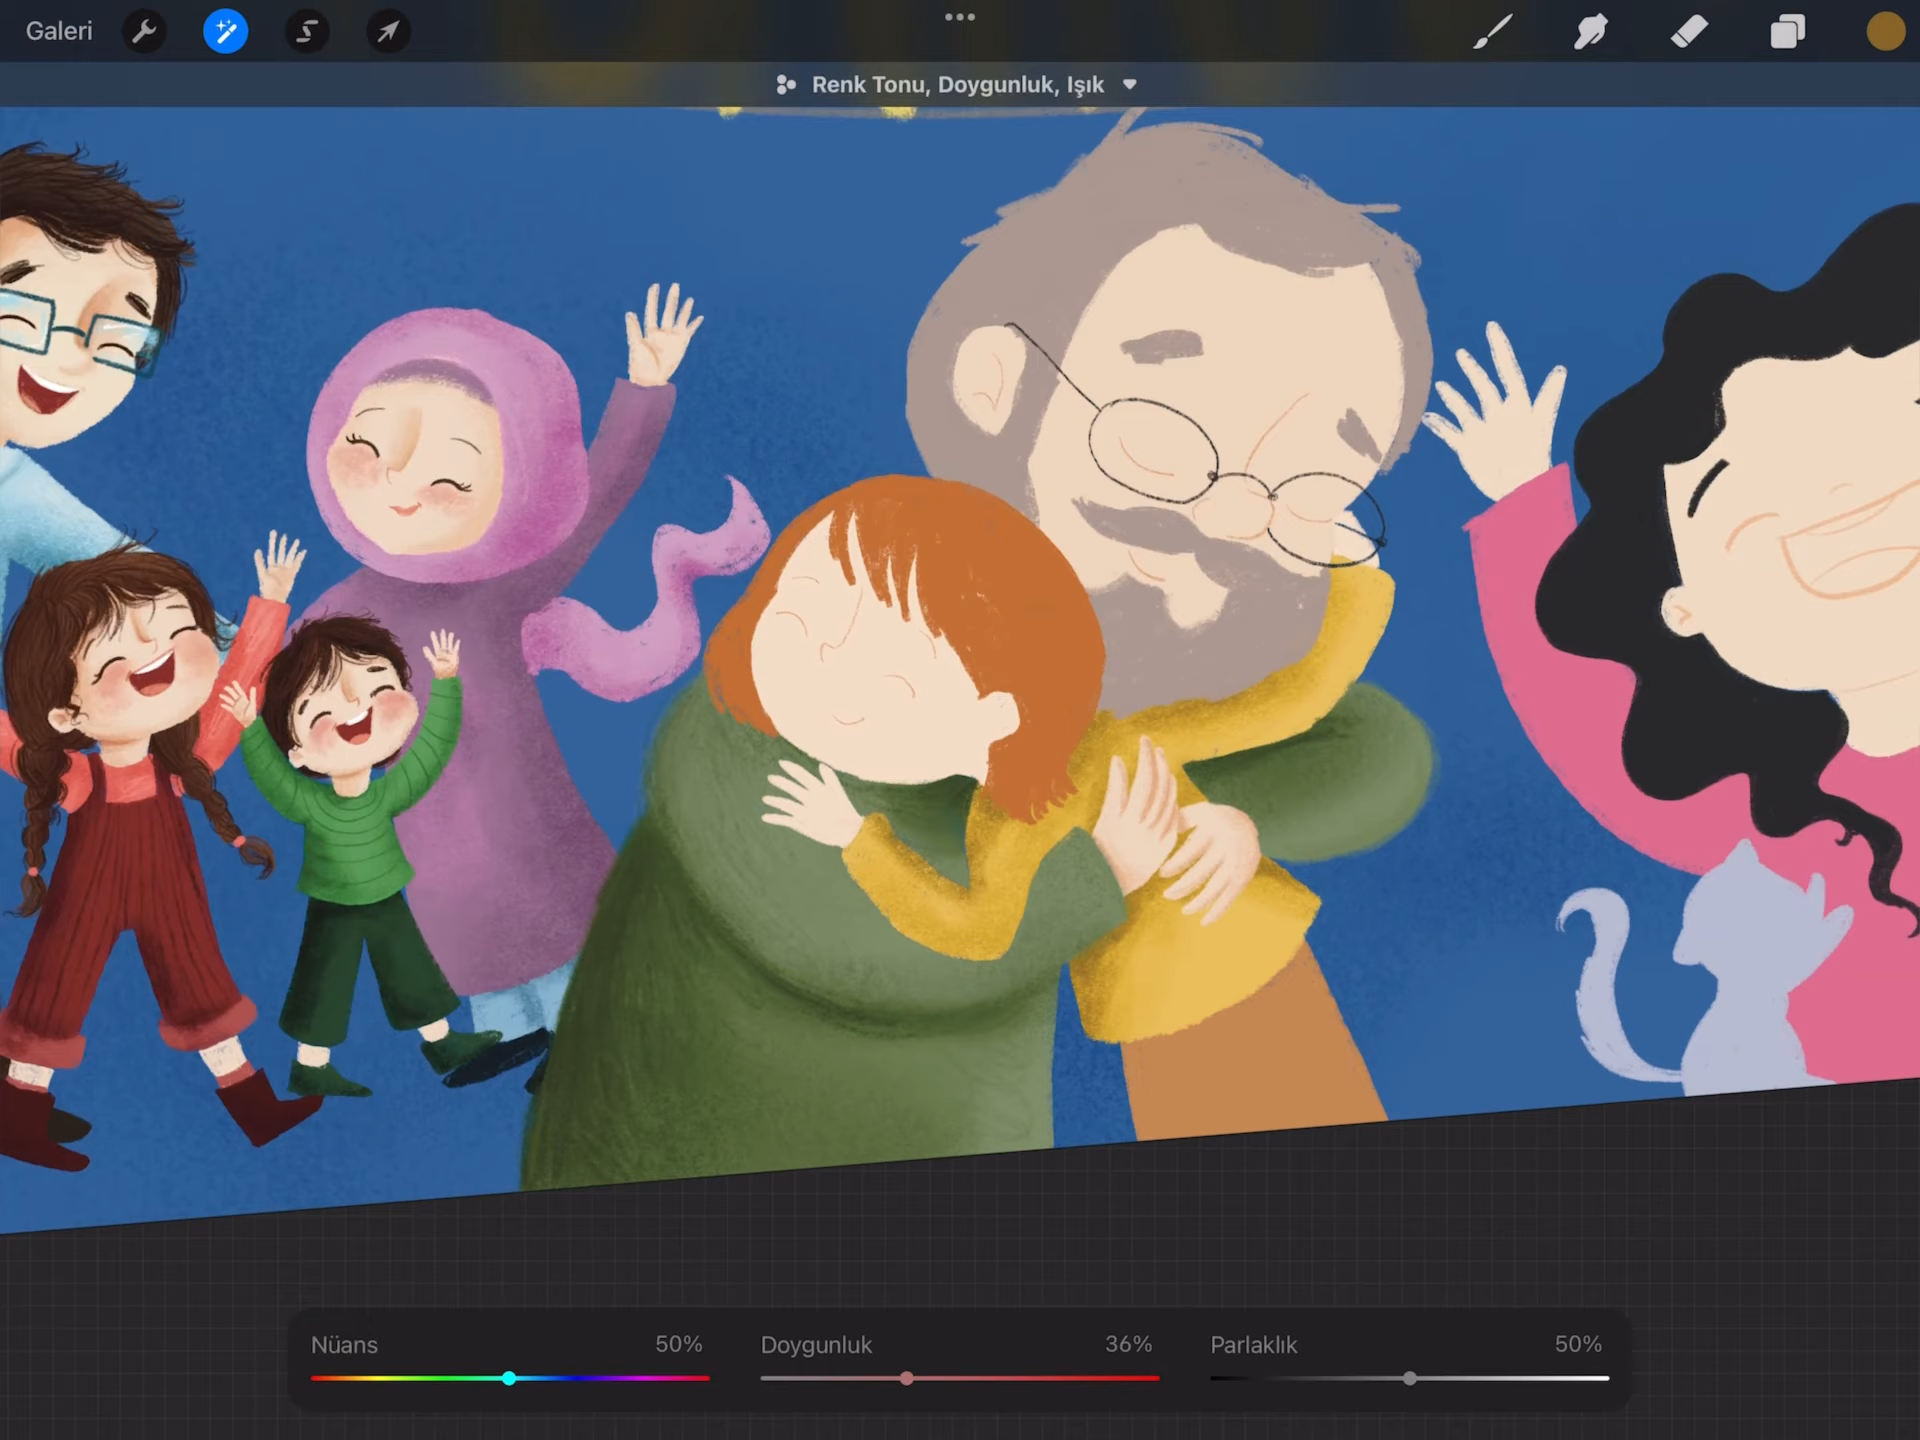 Galeri
Renk Tonu, Doygunluk, Işık
Nüans 50% Doygunluk 36% Parlaklık 50%